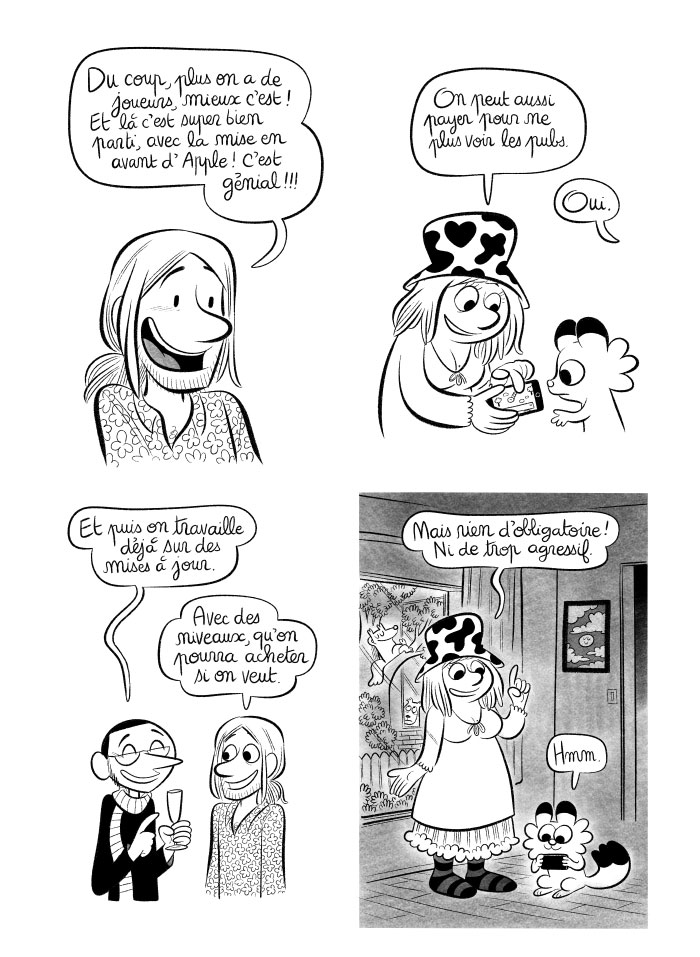 Du coup, plus on a de
joueurs, mieux c'est !
Et là c'est super bien
parti, avec la mise en
avant d'Apple ! C'est
génial !!!
On peut aussi
payer pour ne
plus voir les pubs.
Oui.
Et puis on travaille
déjà sur des
mises à jour.
Avec des
niveaux, qu'on
pourra acheter
si on veut.
Mais rien d'obligatoire !
Ni de trop agressif.
Hmm.